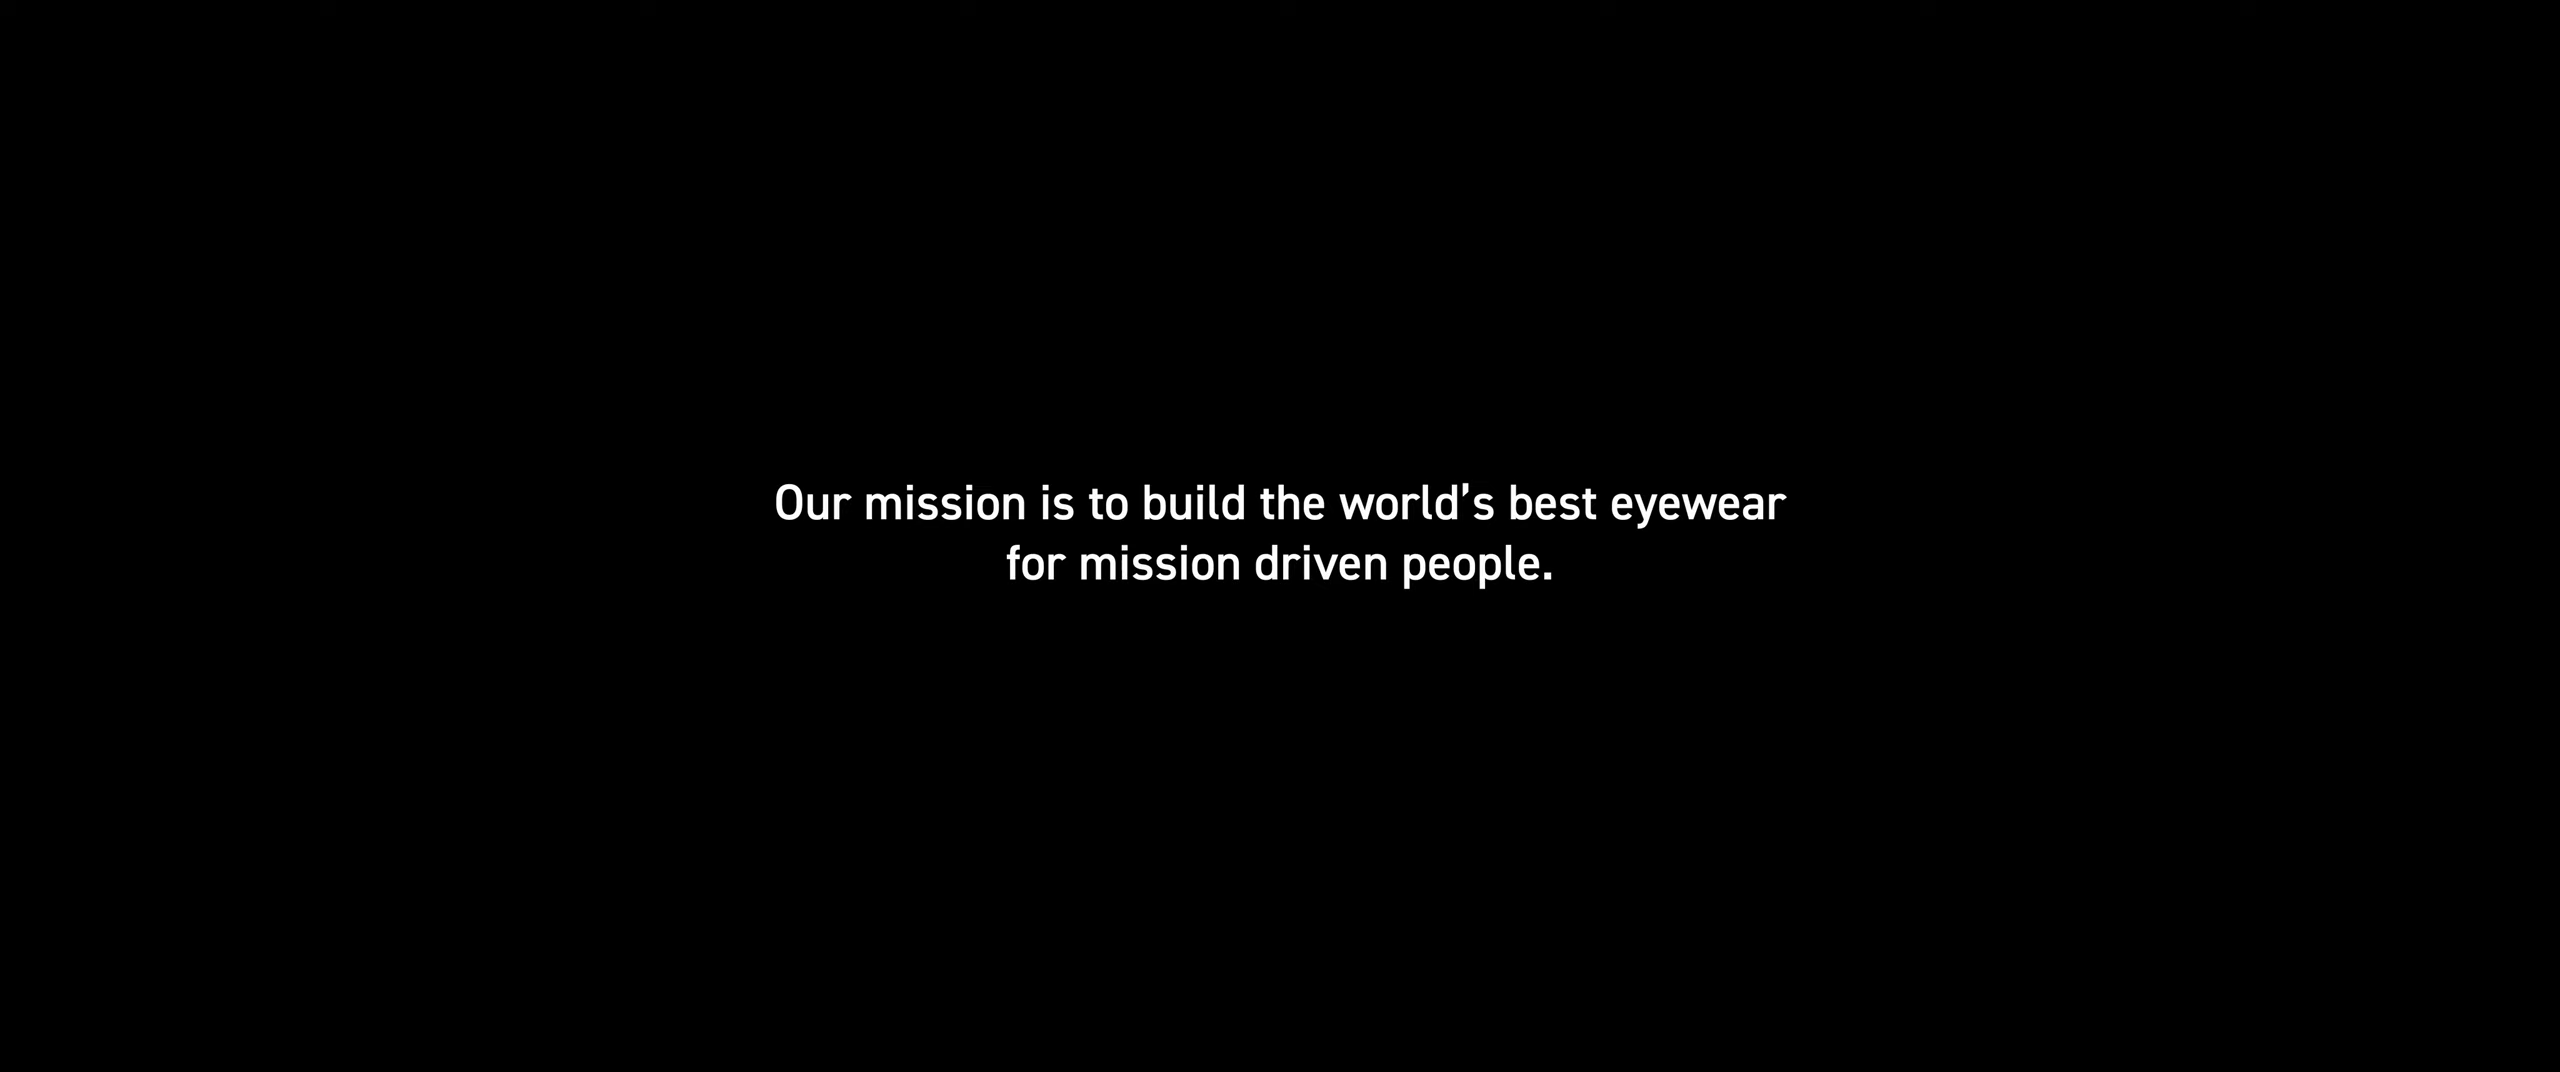 Our mission is to build the world’s best eyewear
for mission driven people.